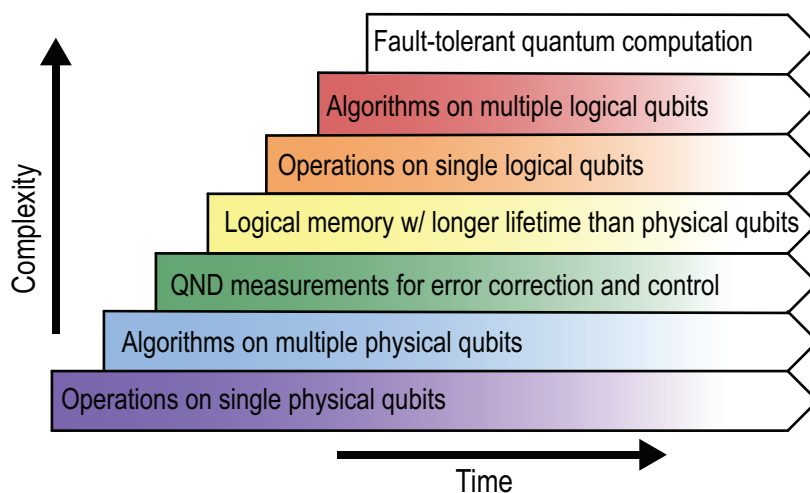 Fault-tolerant quantum computation
Algorithms on multiple logical qubits
Operations on single logical qubits
Logical memory w/ longer lifetime than physical qubits
QND measurements for error correction and control
Algorithms on multiple physical qubits
Operations on single physical qubits
Complexity
Time